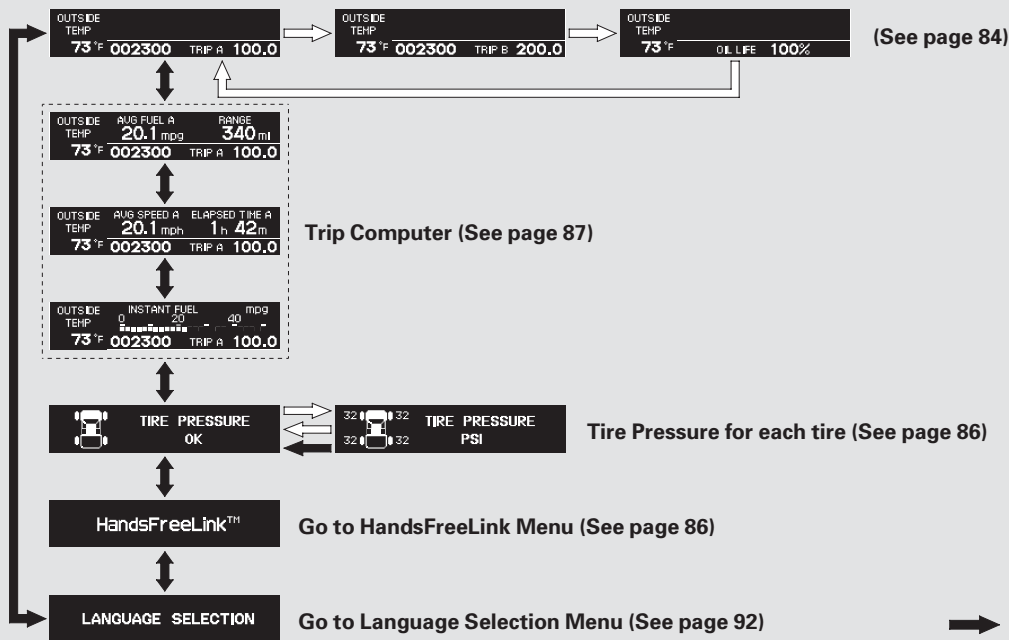 OUTSIDE TEMP 73°F 002300 TRIP A 100.0
OUTSIDE TEMP 73°F 002300 TRIP B 200.0
OUTSIDE TEMP 73°F OIL LIFE 100%
(See page 84)
OUTSIDE TEMP 73°F AVG FUEL A 20.1 mpg RANGE 340 mi 002300 TRIP A 100.0
OUTSIDE TEMP 73°F AVG SPEED A 20.1 mph ELAPSED TIME A 1h 42m 002300 TRIP A 100.0
Trip Computer (See page 87)
OUTSIDE TEMP 73°F INSTANT FUEL mpg 0 20 40 002300 TRIP A 100.0
TIRE PRESSURE
OK
32 32 TIRE PRESSURE
32 32 PSI
Tire Pressure for each tire (See page 86)
HandsFreeLink™
Go to HandsFreeLink Menu (See page 86)
LANGUAGE SELECTION
Go to Language Selection Menu (See page 92)